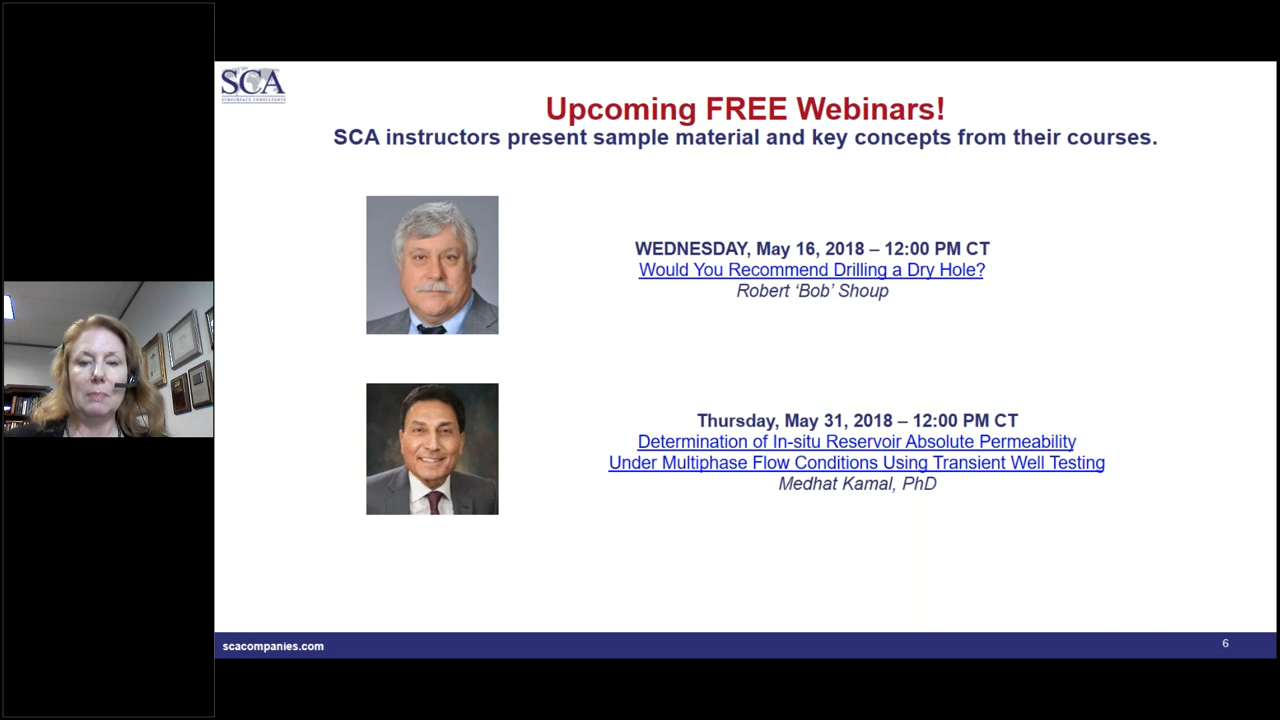 SCA
SUBSURFACE CONSULTANTS
Upcoming FREE Webinars!
SCA instructors present sample material and key concepts from their courses.
WEDNESDAY, May 16, 2018 – 12:00 PM CT
Would You Recommend Drilling a Dry Hole?
Robert ‘Bob’ Shoup
Thursday, May 31, 2018 – 12:00 PM CT
Determination of In-situ Reservoir Absolute Permeability
Under Multiphase Flow Conditions Using Transient Well Testing
Medhat Kamal, PhD
scacompanies.com
6